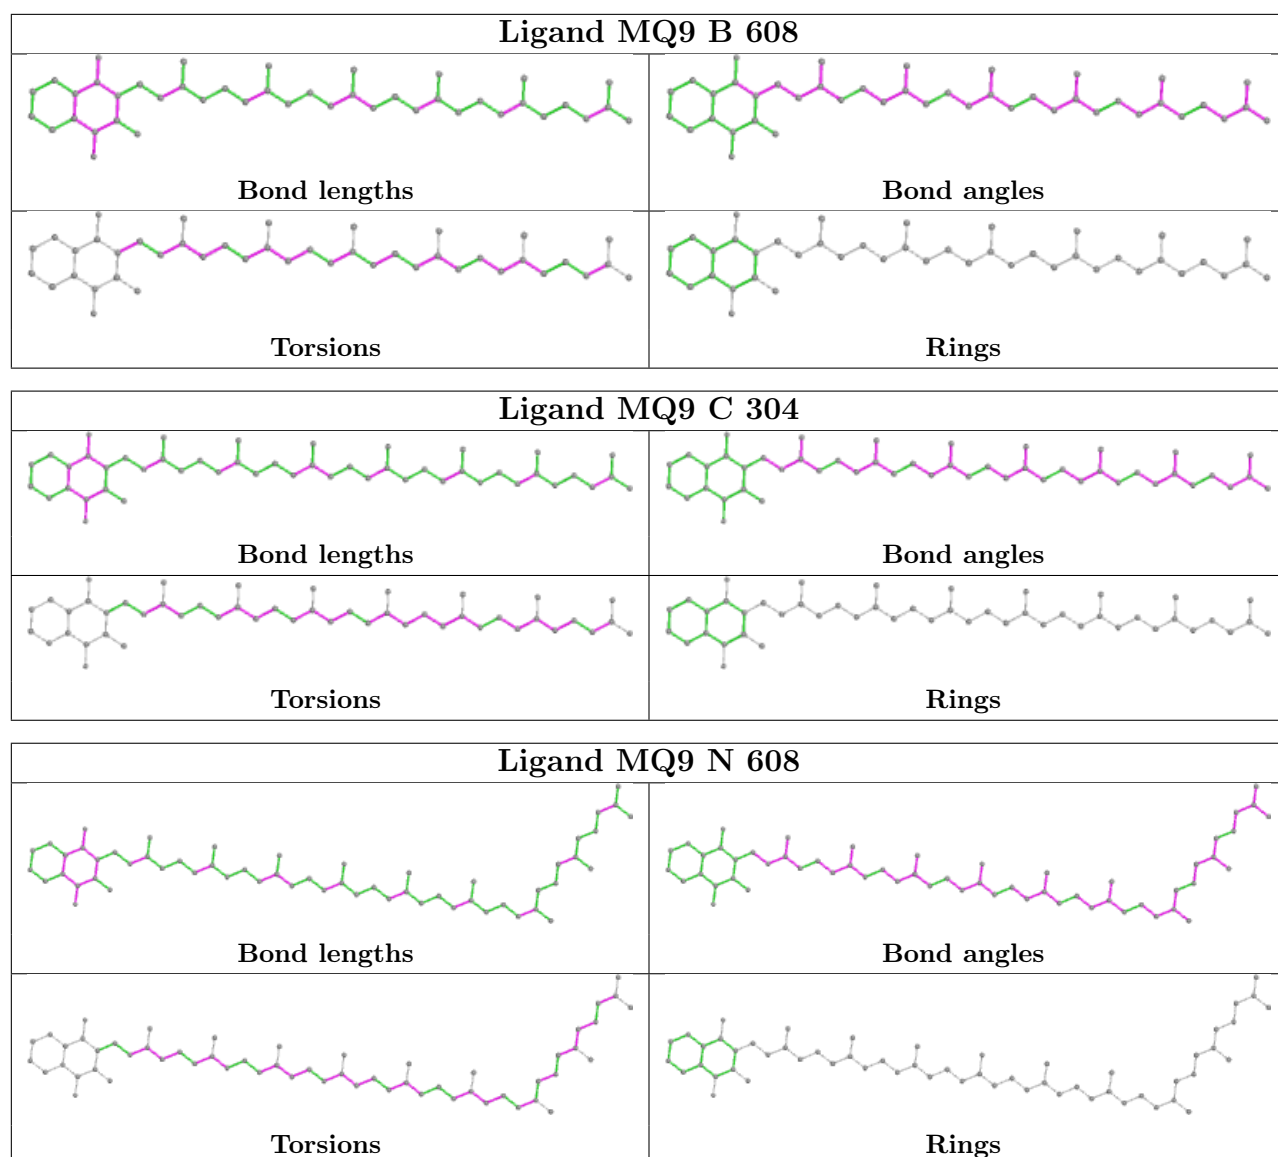 Ligand MQ9 B 608
Bond lengths
Bond angles
Torsions
Rings
Ligand MQ9 C 304
Bond lengths
Bond angles
Torsions
Rings
Ligand MQ9 N 608
Bond lengths
Bond angles
Torsions
Rings